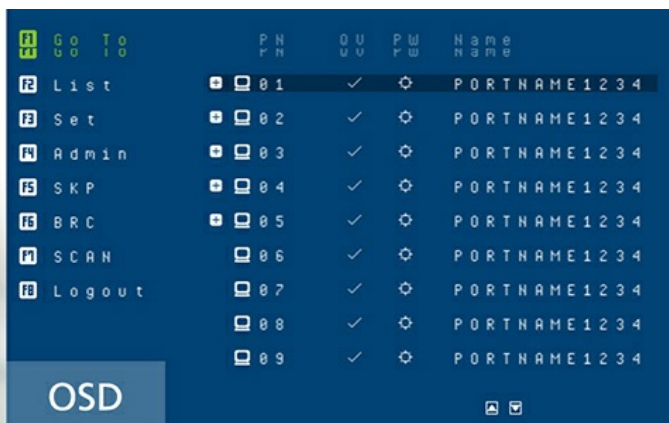 F1 Go To PN QV PW Name
F2 List 01 PORTNAME1234
F3 Set 02 PORTNAME1234
F4 Admin 03 PORTNAME1234
F5 SKP 04 PORTNAME1234
F6 BRC 05 PORTNAME1234
F7 SCAN 06 PORTNAME1234
F8 Logout 07 PORTNAME1234
08 PORTNAME1234
09 PORTNAME1234
OSD